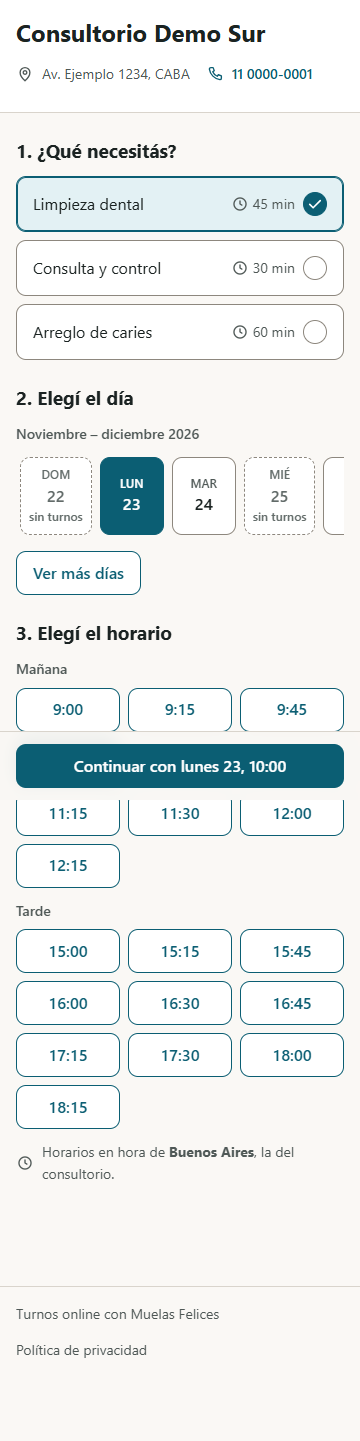 Consultorio Demo Sur
Av. Ejemplo 1234, CABA 11 0000-0001
1. ¿Qué necesitás?
Limpieza dental 45 min
Consulta y control 30 min
Arreglo de caries 60 min
2. Elegí el día
Noviembre – diciembre 2026
DOM LUN MAR MIÉ
22 23 24 25
sin turnos sin turnos
Ver más días
3. Elegí el horario
Mañana
9:00 9:15 9:45
Continuar con lunes 23, 10:00
11:15 11:30 12:00
12:15
Tarde
15:00 15:15 15:45
16:00 16:30 16:45
17:15 17:30 18:00
18:15
Horarios en hora de Buenos Aires, la del
consultorio.
Turnos online con Muelas Felices
Política de privacidad